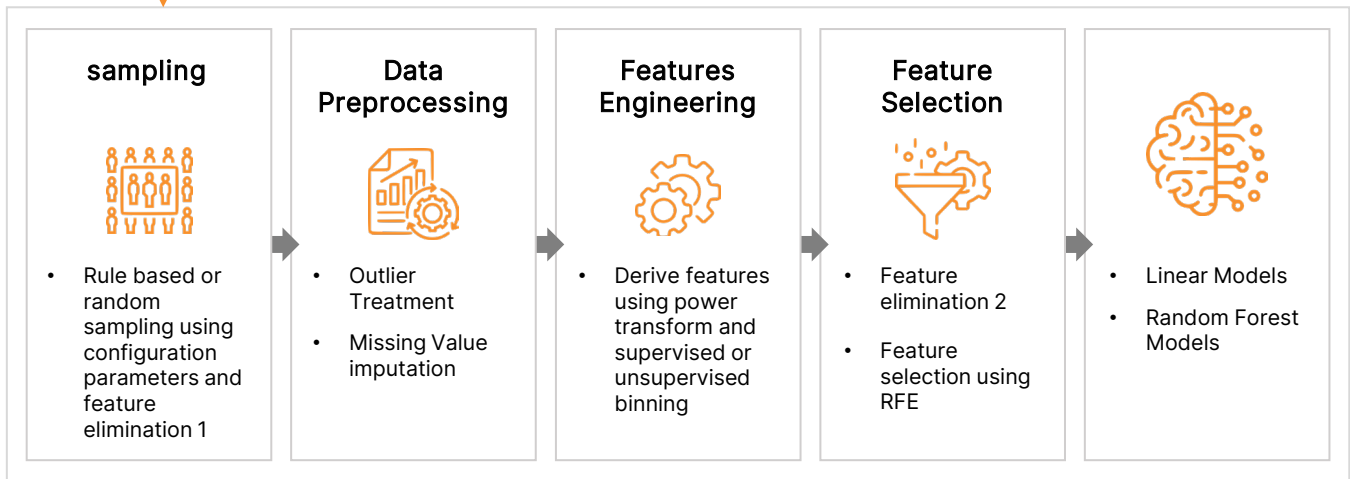 sampling
• Rule based or
random
sampling using
configuration
parameters and
feature
elimination 1
Data
Preprocessing
• Outlier
Treatment
• Missing Value
imputation
Features
Engineering
• Derive features
using power
transform and
supervised or
unsupervised
binning
Feature
Selection
• Feature
elimination 2
• Feature
selection using
RFE
• Linear Models
• Random Forest
Models